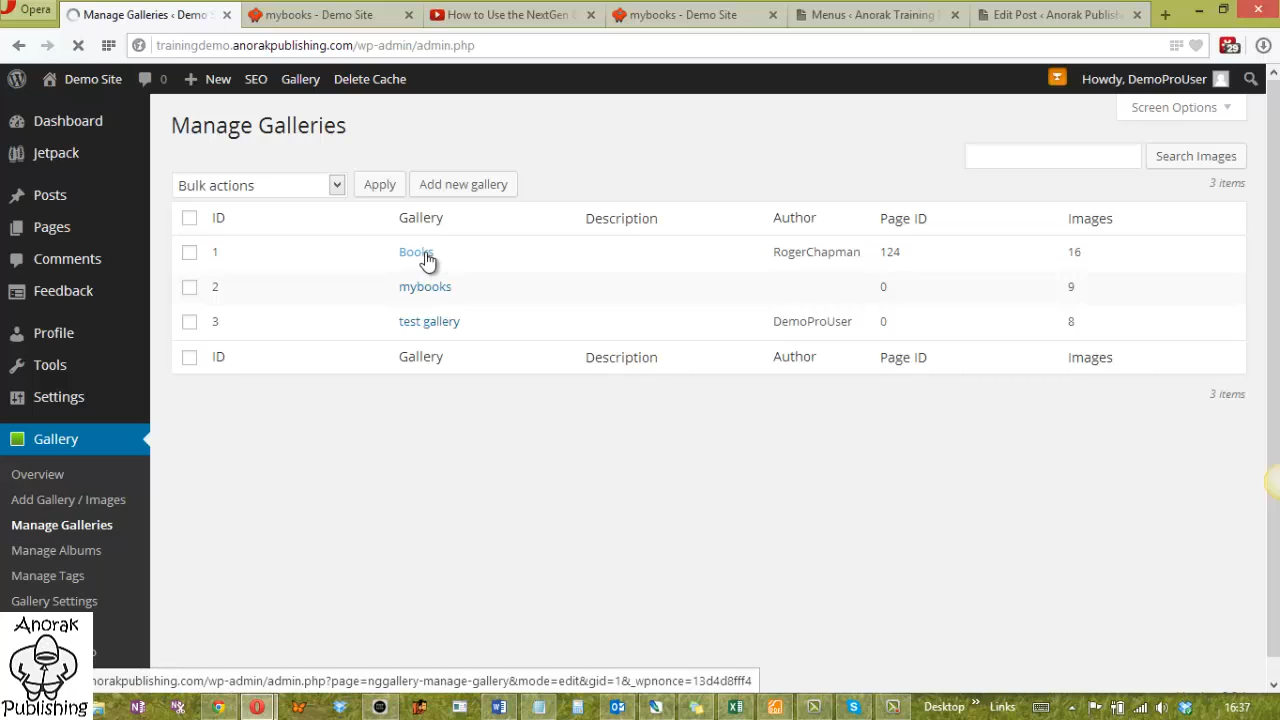 Opera
Manage Galleries ‹ Demo S
mybooks - Demo Site
How to Use the NextGen
mybooks - Demo Site
Menus ‹ Anorak Training
Edit Post ‹ Anorak Publish
trainingdemo.anorakpublishing.com/wp-admin/admin.php
29
Demo Site
0
New
SEO
Gallery
Delete Cache
Howdy, DemoProUser
Dashboard
Jetpack
Posts
Pages
Comments
Feedback
Profile
Tools
Settings
Gallery
Overview
Add Gallery / Images
Manage Galleries
Manage Albums
Manage Tags
Gallery Settings
Screen Options
Manage Galleries
Search Images
Bulk actions
Apply
Add new gallery
3 items
ID Gallery Description Author Page ID Images
1 Books RogerChapman 124 16
2 mybooks 0 9
3 test gallery DemoProUser 0 8
ID Gallery Description Author Page ID Images
3 items
Anorak
Publishing
norakpublishing.com/wp-admin/admin.php?page=nggallery-manage-gallery&mode=edit&gid=1&_wpnonce=13d4d8fff4
Desktop
Links
16:37